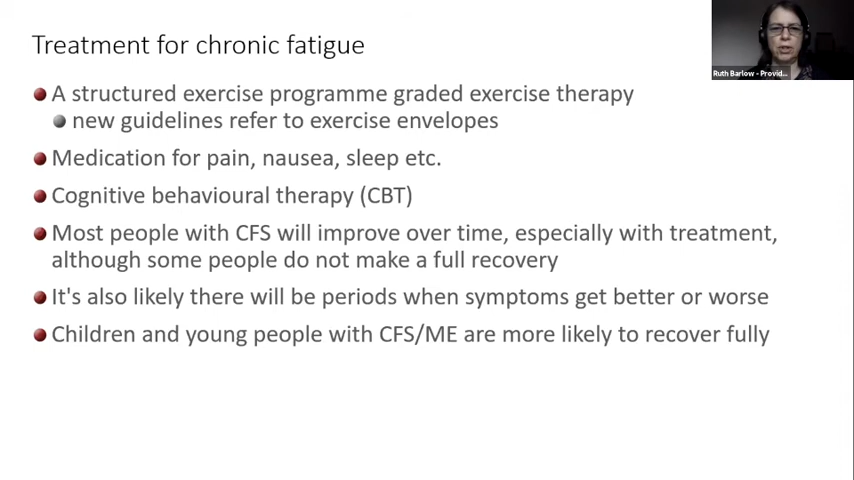 Treatment for chronic fatigue
A structured exercise programme graded exercise therapy
new guidelines refer to exercise envelopes
Medication for pain, nausea, sleep etc.
Cognitive behavioural therapy (CBT)
Most people with CFS will improve over time, especially with treatment,
although some people do not make a full recovery
It's also likely there will be periods when symptoms get better or worse
Children and young people with CFS/ME are more likely to recover fully
Ruth Barlow - Provid...